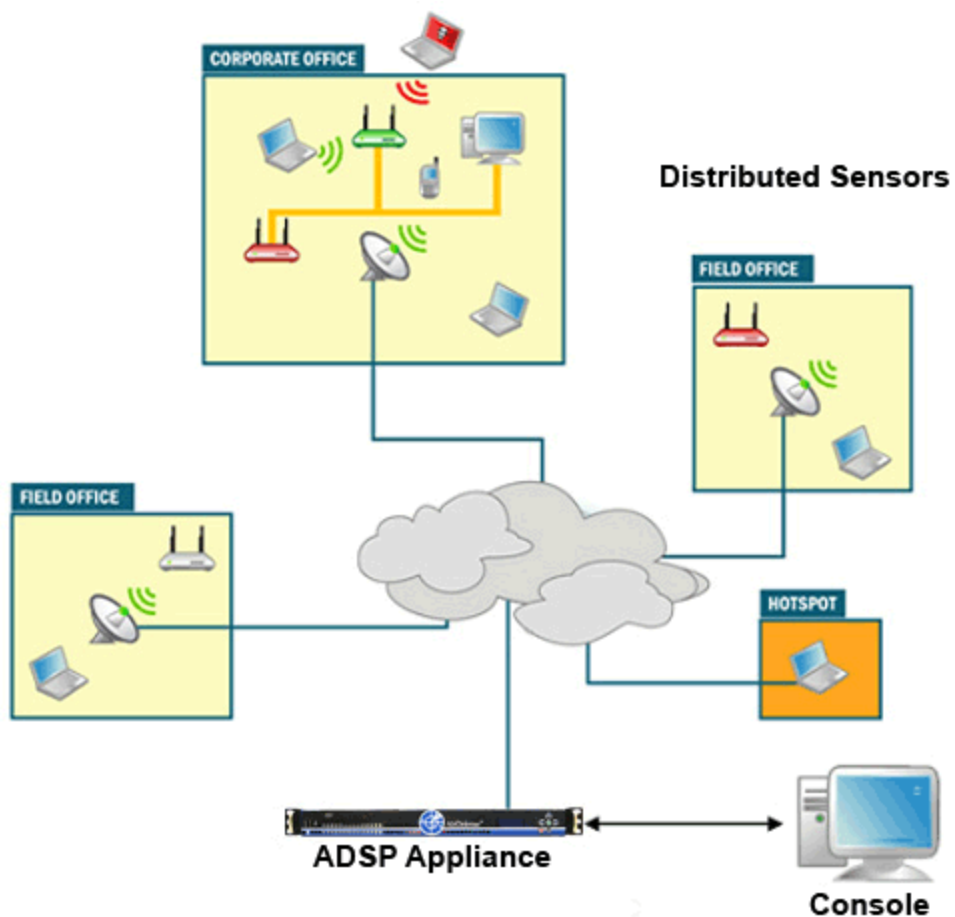 CORPORATE OFFICE
Distributed Sensors
FIELD OFFICE
FIELD OFFICE
HOTSPOT
ADSP Appliance
Console